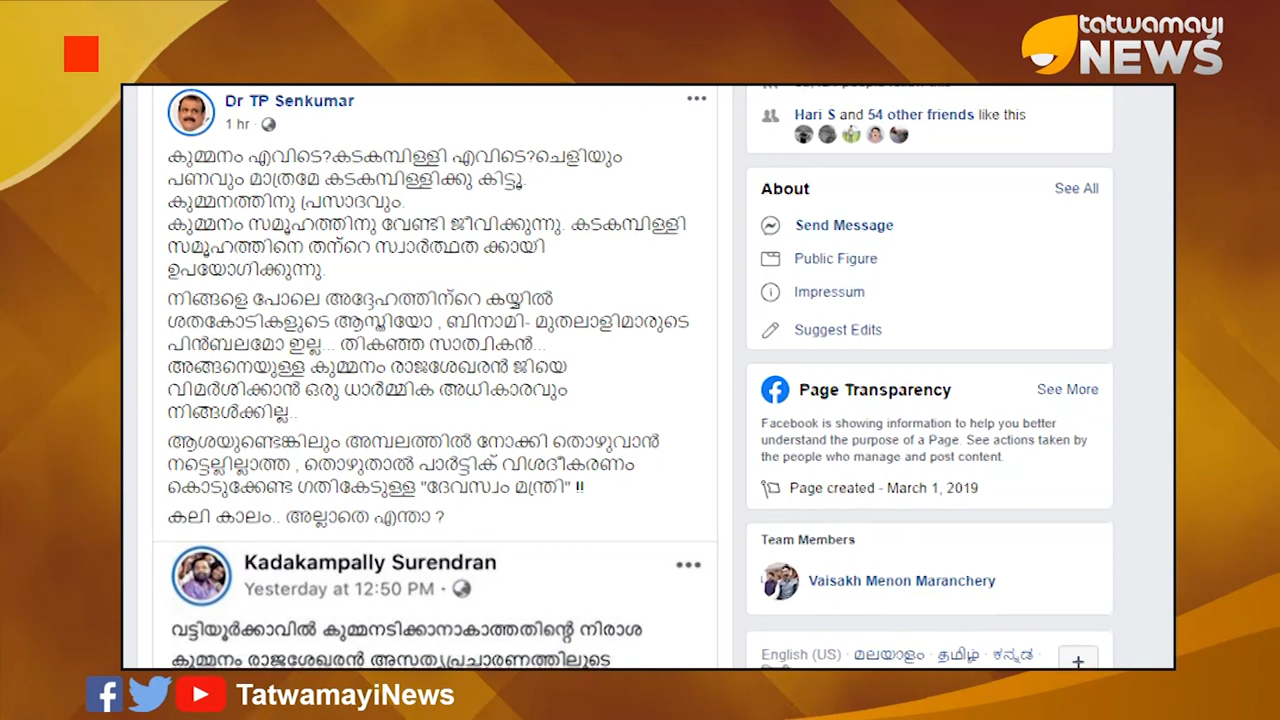 tatwamayi
NEWS
Dr TP Senkumar
1 hr ·
കുമ്മനം എവിടെ?കടകമ്പിള്ളി എവിടെ?ചെളിയും
പണവും മാത്രമേ കടകമ്പിള്ളിക്കു കിട്ടൂ.
കുമ്മനത്തിനു പ്രസാദവും.
കുമ്മനം സമൂഹത്തിനു വേണ്ടി ജീവിക്കുന്നു. കടകമ്പിള്ളി
സമൂഹത്തിനെ തന്റെ സ്വാർത്ഥത ക്കായി
ഉപയോഗിക്കുന്നു.
നിങ്ങളെ പോലെ അദ്ദേഹത്തിന്റെ കയ്യിൽ
ശതകോടികളുടെ ആസ്തിയോ , ബിനാമി- മുതലാളിമാരുടെ
പിൻബലമോ ഇല്ല... തികഞ്ഞ സാത്വികൻ...
അങ്ങനെയുള്ള കുമ്മനം രാജശേഖരൻ ജിയെ
വിമർശിക്കാൻ ഒരു ധാർമ്മിക അധികാരവും
നിങ്ങൾക്കില്ല..
ആശയുണ്ടെങ്കിലും അമ്പലത്തിൽ നോക്കി തൊഴുവാൻ
നട്ടെല്ലില്ലാത്ത , തൊഴുതാൽ പാർട്ടിക് വിശദീകരണം
കൊടുക്കേണ്ട ഗതികേടുള്ള "ദേവസ്വം മന്ത്രി" !!
കലി കാലം.. അല്ലാതെ എന്താ ?
Kadakampally Surendran
Yesterday at 12:50 PM ·
വട്ടിയൂർക്കാവിൽ കുമ്മനടിക്കാനാകാത്തതിന്റെ നിരാശ
കുമ്മനം രാജശേഖരൻ അസത്യപ്രചാരണത്തിലൂടെ
Hari S and 54 other friends like this
About See All
Send Message
Public Figure
Impressum
Suggest Edits
Page Transparency See More
Facebook is showing information to help you better
understand the purpose of a Page. See actions taken by
the people who manage and post content.
Page created - March 1, 2019
Team Members
Vaisakh Menon Maranchery
English (US) · മലയാളം · தமிழ் · ಕನ್ನಡ ·
TatwamayiNews